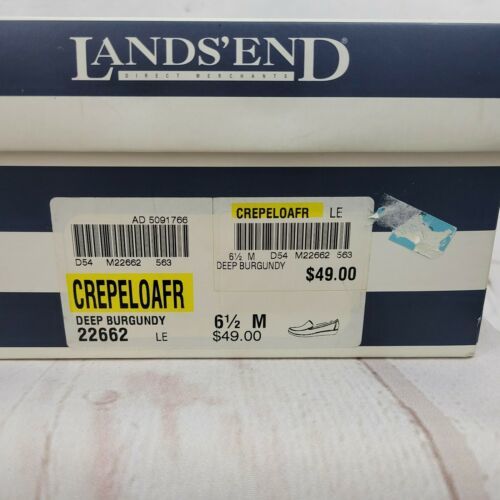 LANDS'END®
DIRECT MERCHANTS
AD 5091766
D54 M22662 563
CREPELOAFR
DEEP BURGUNDY
22662 LE
6½ M
$49.00
CREPELOAFR LE
6½ M D54 M22662 563
DEEP BURGUNDY
$49.00